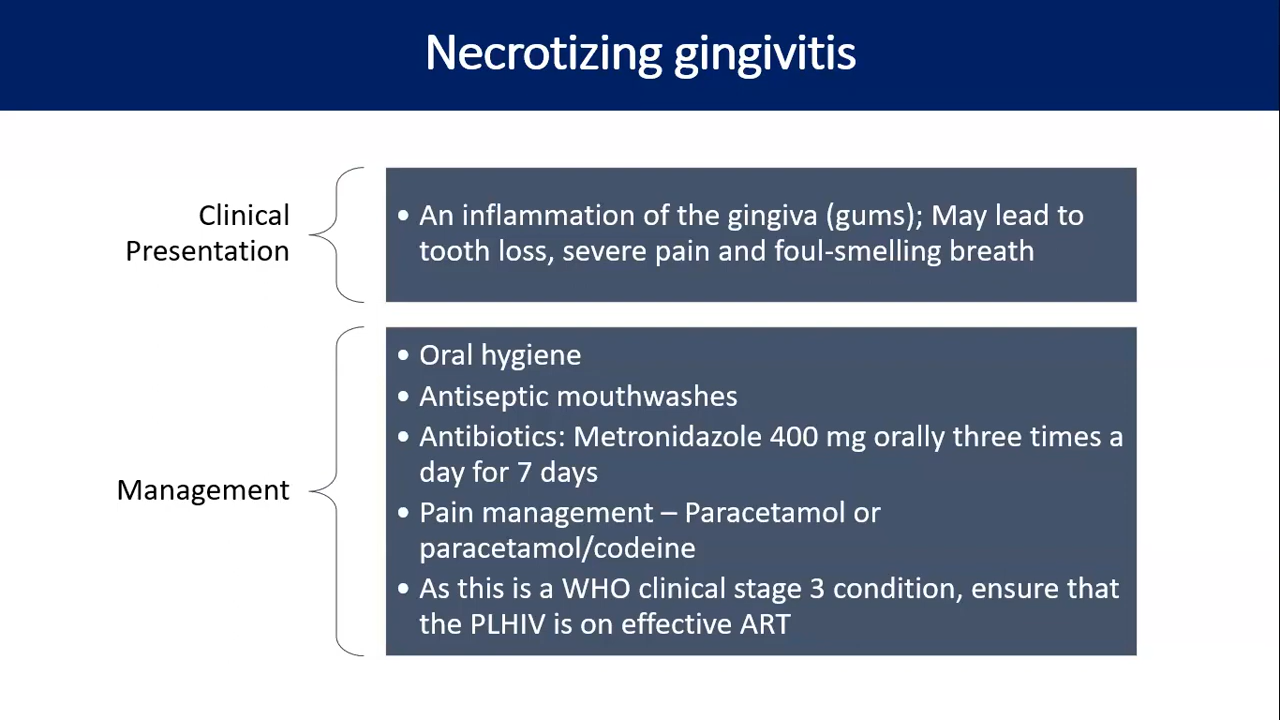 Necrotizing gingivitis
Clinical
Presentation
• An inflammation of the gingiva (gums); May lead to
tooth loss, severe pain and foul-smelling breath
Management
• Oral hygiene
• Antiseptic mouthwashes
• Antibiotics: Metronidazole 400 mg orally three times a
day for 7 days
• Pain management – Paracetamol or
paracetamol/codeine
• As this is a WHO clinical stage 3 condition, ensure that
the PLHIV is on effective ART